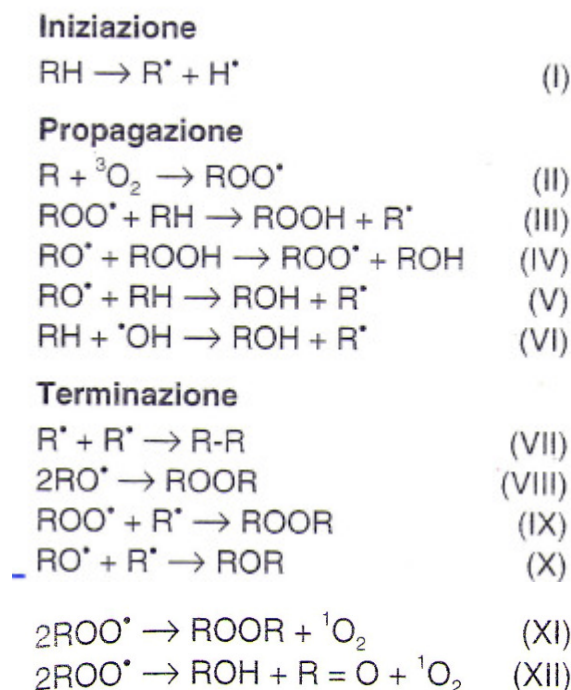 Iniziazione
RH → R• + H• (I)
Propagazione
R + ³O₂ → ROO• (II)
ROO• + RH → ROOH + R• (III)
RO• + ROOH → ROO• + ROH (IV)
RO• + RH → ROH + R• (V)
RH + •OH → ROH + R• (VI)
Terminazione
R• + R• → R-R (VII)
2RO• → ROOR (VIII)
ROO• + R• → ROOR (IX)
RO• + R• → ROR (X)
2ROO• → ROOR + ¹O₂ (XI)
2ROO• → ROH + R = O + ¹O₂ (XII)